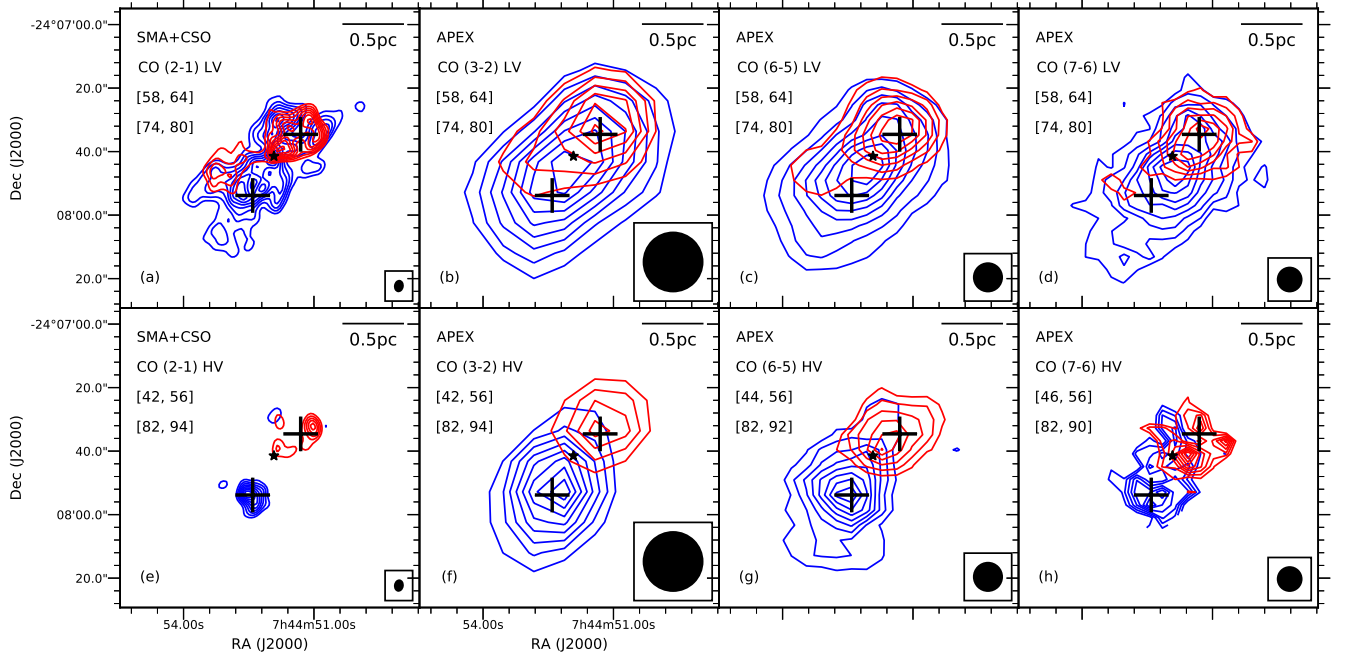 -24°07'00.0"
20.0"
40.0"
08'00.0"
20.0"
Dec (J2000)
SMA+CSO
0.5pc
CO (2-1) LV
[58, 64]
[74, 80]
(a)
APEX
0.5pc
CO (3-2) LV
[58, 64]
[74, 80]
(b)
APEX
0.5pc
CO (6-5) LV
[58, 64]
[74, 80]
(c)
APEX
0.5pc
CO (7-6) LV
[58, 64]
[74, 80]
(d)
-24°07'00.0"
20.0"
40.0"
08'00.0"
20.0"
Dec (J2000)
SMA+CSO
0.5pc
CO (2-1) HV
[42, 56]
[82, 94]
(e)
APEX
0.5pc
CO (3-2) HV
[42, 56]
[82, 94]
(f)
APEX
0.5pc
CO (6-5) HV
[44, 56]
[82, 92]
(g)
APEX
0.5pc
CO (7-6) HV
[46, 56]
[82, 90]
(h)
54.00s
7h44m51.00s
RA (J2000)
54.00s
7h44m51.00s
RA (J2000)